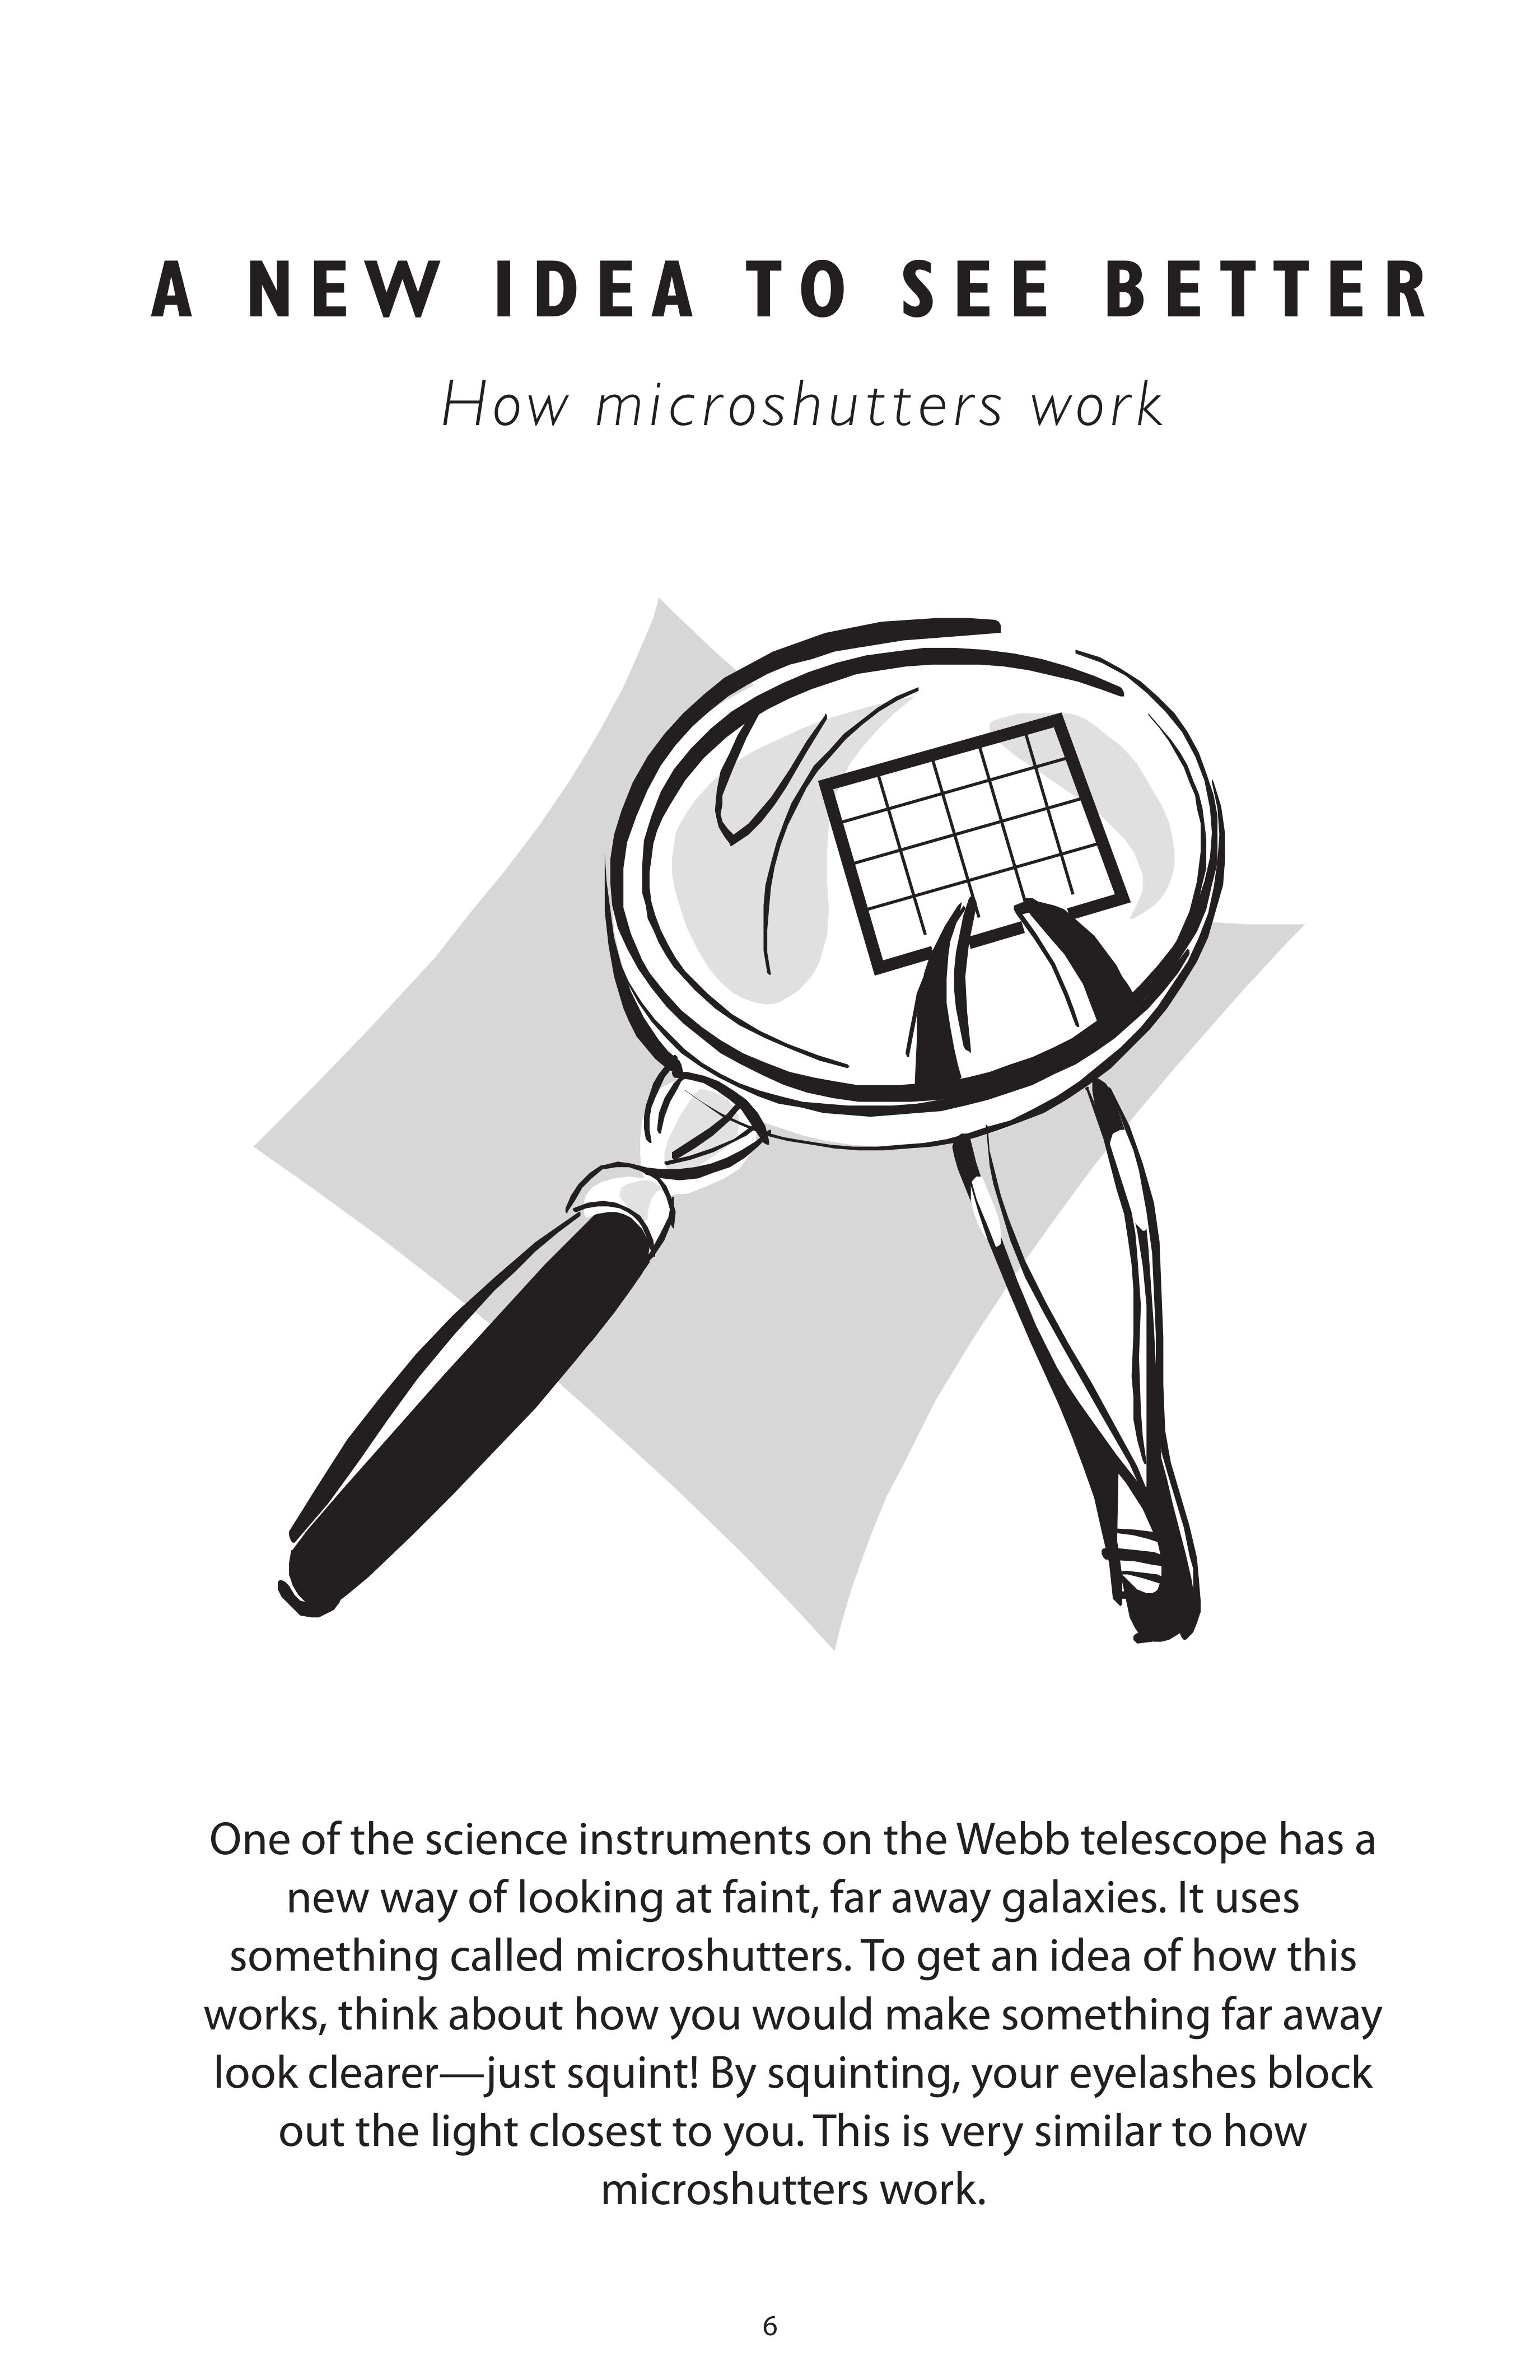 A NEW IDEA TO SEE BETTER
How microshutters work
One of the science instruments on the Webb telescope has a
new way of looking at faint, far away galaxies. It uses
something called microshutters. To get an idea of how this
works, think about how you would make something far away
look clearer—just squint! By squinting, your eyelashes block
out the light closest to you. This is very similar to how
microshutters work.
6